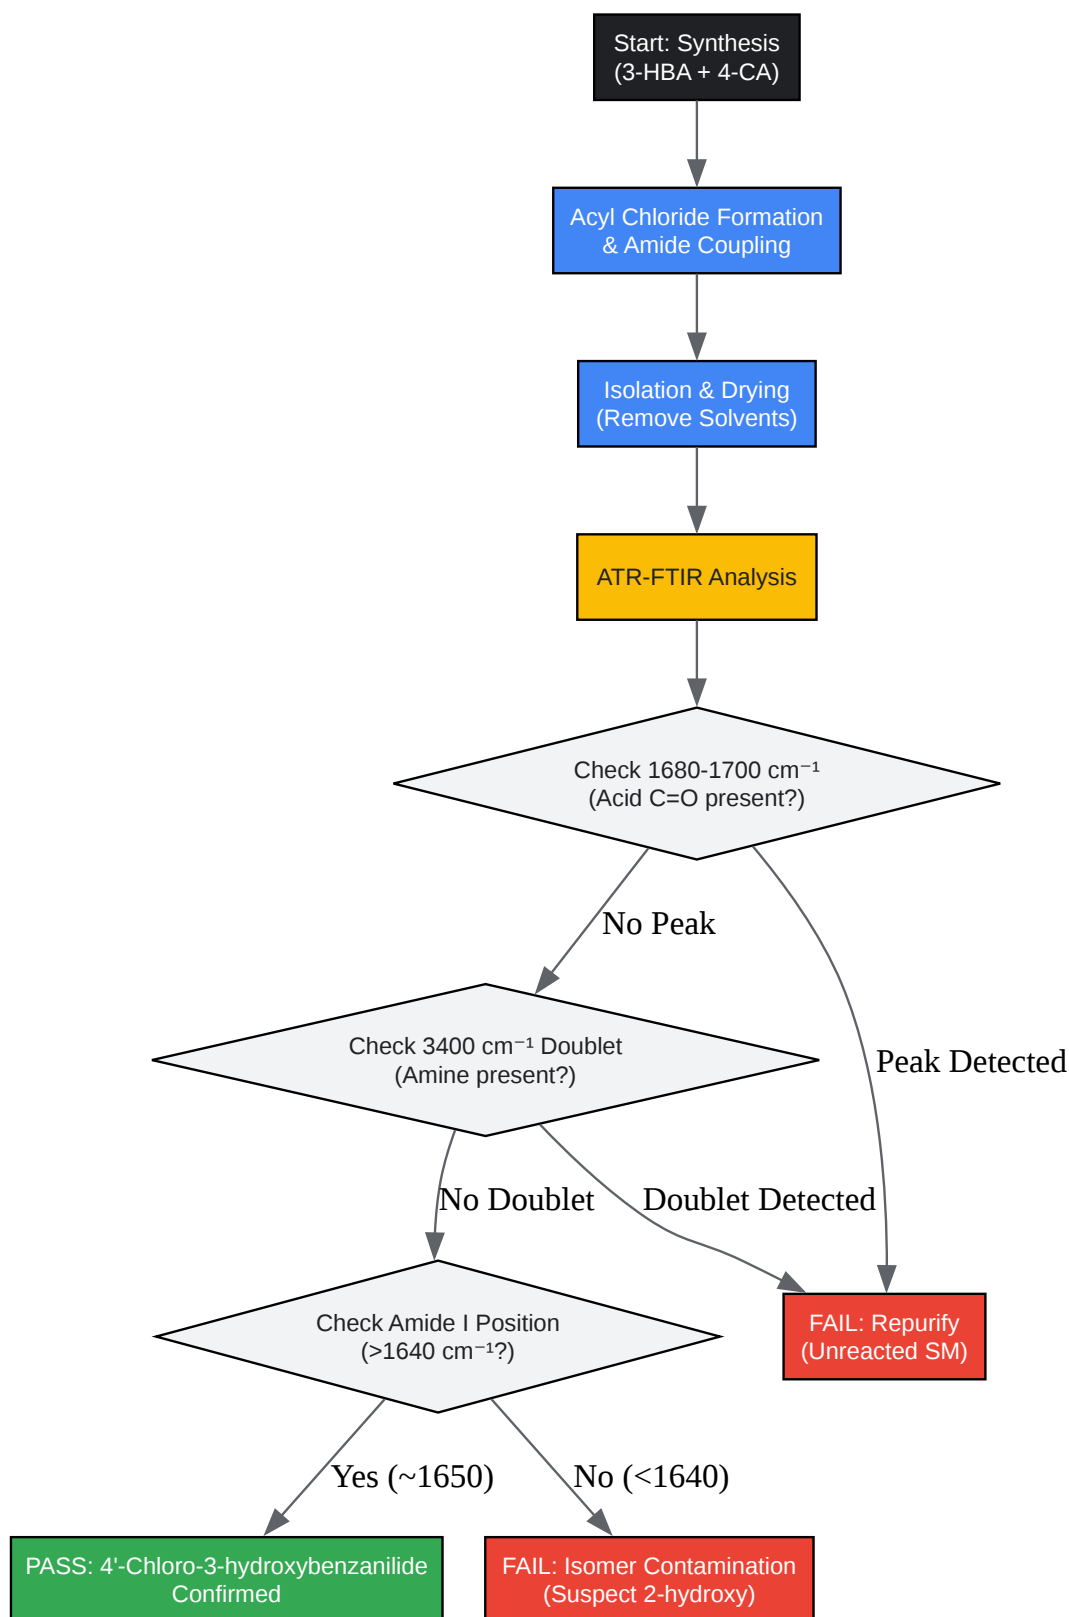 Start: Synthesis
(3-HBA + 4-CA)
Acyl Chloride Formation
& Amide Coupling
Isolation & Drying
(Remove Solvents)
ATR-FTIR Analysis
Check 1680-1700 cm⁻¹
(Acid C=O present?)
No Peak
Check 3400 cm⁻¹ Doublet
(Amine present?)
Peak Detected
No Doublet
Doublet Detected
Check Amide I Position
(>1640 cm⁻¹?)
FAIL: Repurify
(Unreacted SM)
Yes (~1650)
No (<1640)
PASS: 4'-Chloro-3-hydroxybenzanilide
Confirmed
FAIL: Isomer Contamination
(Suspect 2-hydroxy)